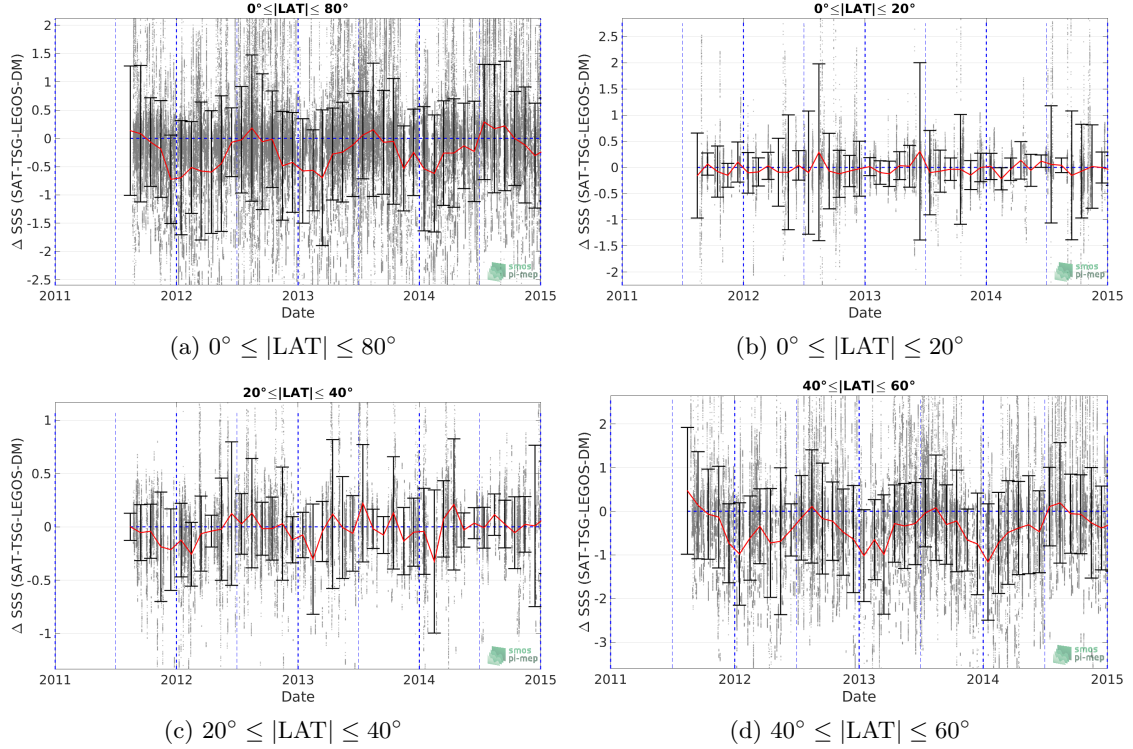 0°≤|LAT|≤ 80°
2
1.5
1
0.5
0
-0.5
-1
-1.5
-2
-2.5
Δ SSS (SAT-TSG-LEGOS-DM)
2011 2012 2013 2014 2015
Date
smos
pi-mep
(a) 0° ≤ |LAT| ≤ 80°
0°≤|LAT|≤ 20°
2.5
2
1.5
1
0.5
0
-0.5
-1
-1.5
-2
Δ SSS (SAT-TSG-LEGOS-DM)
2011 2012 2013 2014 2015
Date
smos
pi-mep
(b) 0° ≤ |LAT| ≤ 20°
20°≤|LAT|≤ 40°
1
0.5
0
-0.5
-1
Δ SSS (SAT-TSG-LEGOS-DM)
2011 2012 2013 2014 2015
Date
smos
pi-mep
(c) 20° ≤ |LAT| ≤ 40°
40°≤|LAT|≤ 60°
2
1
0
-1
-2
-3
Δ SSS (SAT-TSG-LEGOS-DM)
2011 2012 2013 2014 2015
Date
smos
pi-mep
(d) 40° ≤ |LAT| ≤ 60°